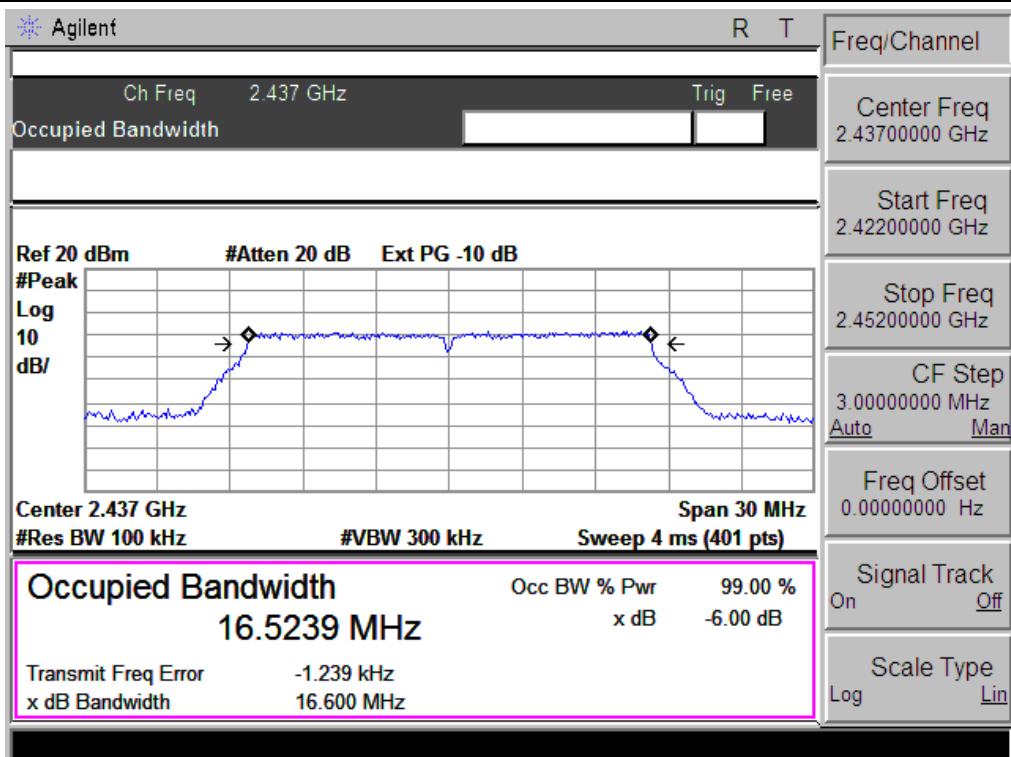 Agilent R T
Ch Freq 2.437 GHz Trig Free
Occupied Bandwidth
Ref 20 dBm #Atten 20 dB Ext PG -10 dB
#Peak
Log
10
dB/
Center 2.437 GHz Span 30 MHz
#Res BW 100 kHz #VBW 300 kHz Sweep 4 ms (401 pts)
Occupied Bandwidth Occ BW % Pwr 99.00 %
16.5239 MHz x dB -6.00 dB
Transmit Freq Error -1.239 kHz
x dB Bandwidth 16.600 MHz
Freq/Channel
Center Freq
2.43700000 GHz
Start Freq
2.42200000 GHz
Stop Freq
2.45200000 GHz
CF Step
3.00000000 MHz
Auto Man
Freq Offset
0.00000000 Hz
Signal Track
On Off
Scale Type
Log Lin